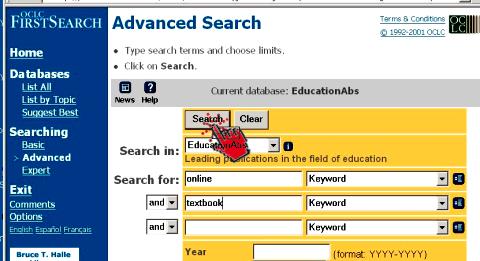 OCLC
FIRSTSEARCH
Advanced Search
Terms & Conditions
© 1992-2001 OCLC
OC
LC
Home
Databases
List All
List by Topic
Suggest Best
Searching
Basic
> Advanced
Expert
Exit
Comments
Options
English Español Français
Bruce T. Halle
• Type search terms and choose limits.
• Click on Search.
News Help
Current database: EducationAbs
Search Clear
Search in: EducationAbs
Leading publications in the field of education
Search for: online Keyword
and textbook Keyword
and Keyword
Year (format: YYYY-YYYY)